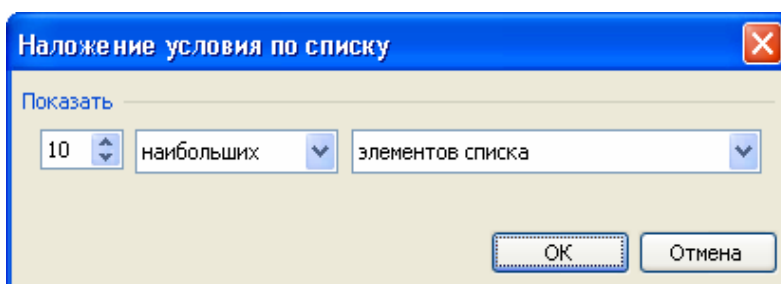 Наложение условия по списку
Показать
10 наибольших элементов списка
ОК Отмена